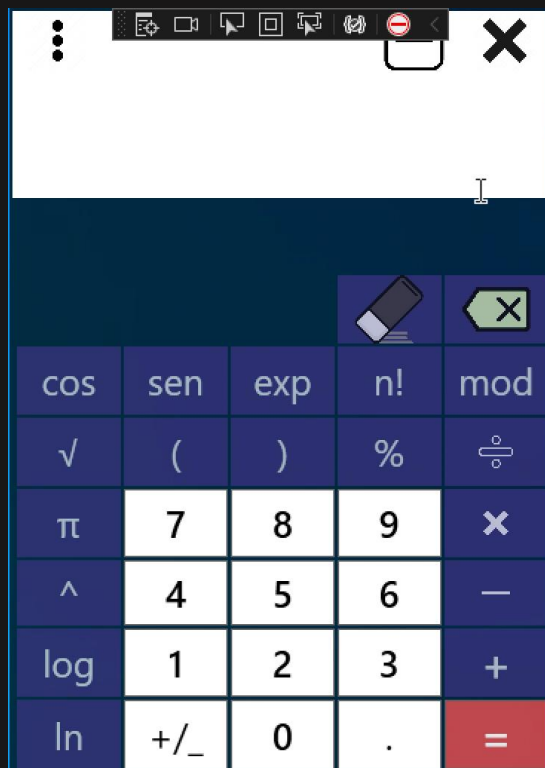 cos sen exp n! mod
√ ( ) % ÷
π 7 8 9 ×
^ 4 5 6 −
log 1 2 3 +
ln +/_ 0 . =